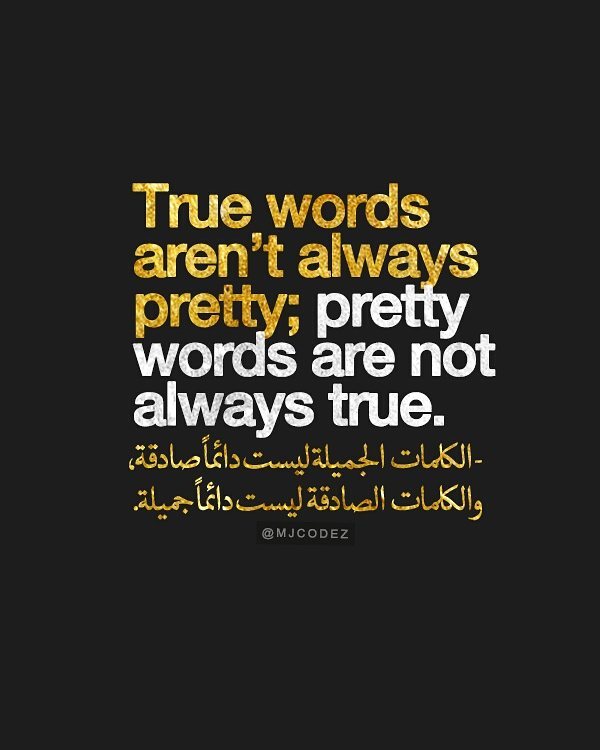 True words
aren't always
pretty; pretty
words are not
always true.
-الكلمات الجميلة ليست دائماً صادقة،
والكلمات الصادقة ليست دائماً جميلة.
@MJCODEZ